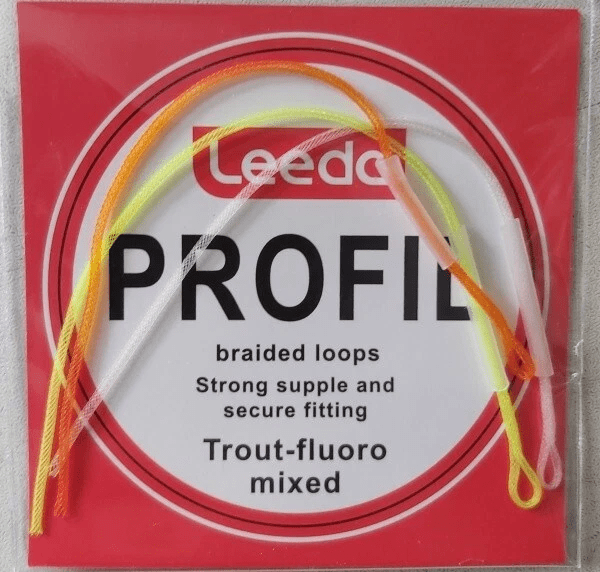 Leeda
PROFIL
braided loops
Strong supple and
secure fitting
Trout-fluoro
mixed